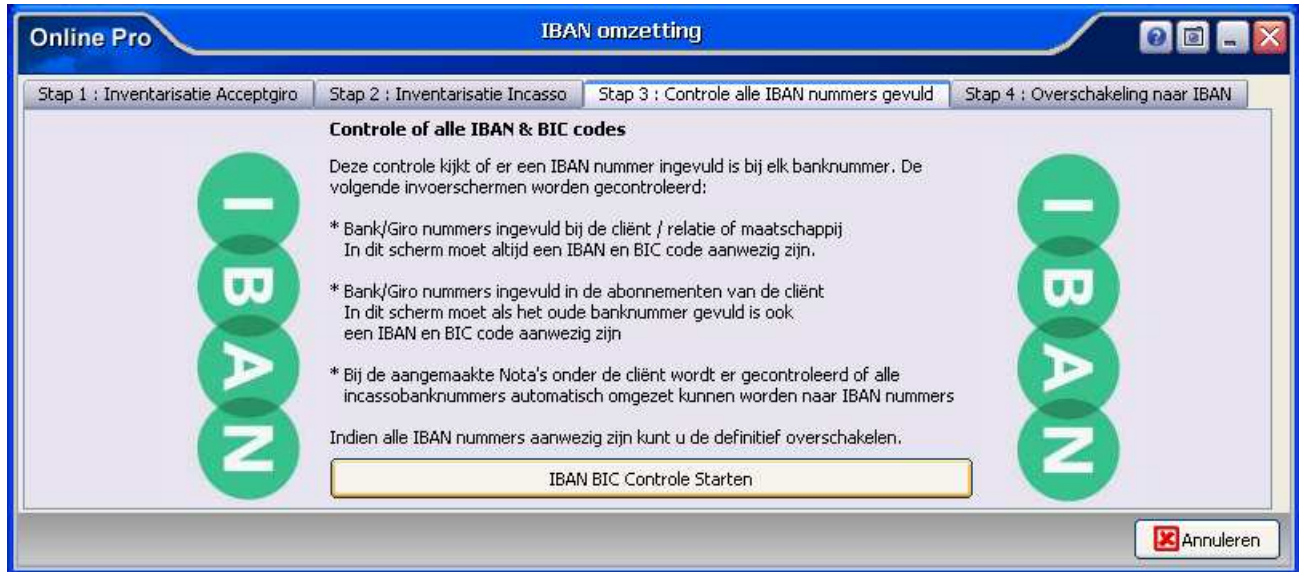 Online Pro
IBAN omzetting
Stap 1 : Inventarisatie Acceptgiro
Stap 2 : Inventarisatie Incasso
Stap 3 : Controle alle IBAN nummers gevuld
Stap 4 : Overschakeling naar IBAN
Controle of alle IBAN & BIC codes
Deze controle kijkt of er een IBAN nummer ingevuld is bij elk banknummer. De
volgende invoerschermen worden gecontroleerd:
* Bank/Giro nummers ingevuld bij de cliënt / relatie of maatschappij
In dit scherm moet altijd een IBAN en BIC code aanwezig zijn.
* Bank/Giro nummers ingevuld in de abonnementen van de cliënt
In dit scherm moet als het oude banknummer gevuld is ook
een IBAN en BIC code aanwezig zijn
* Bij de aangemaakte Nota's onder de cliënt wordt er gecontroleerd of alle
incassobanknummers automatisch omgezet kunnen worden naar IBAN nummers
Indien alle IBAN nummers aanwezig zijn kunt u de definitief overschakelen.
IBAN BIC Controle Starten
IBAN
IBAN
Annuleren